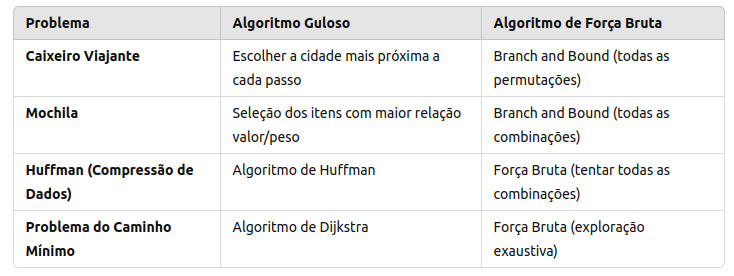 Problema Algoritmo Guloso Algoritmo de Força Bruta
Caixeiro Viajante Escolher a cidade mais próxima a Branch and Bound (todas as
cada passo permutações)
Mochila Seleção dos itens com maior relação Branch and Bound (todas as
valor/peso combinações)
Huffman (Compressão de Algoritmo de Huffman Força Bruta (tentar todas as
Dados) combinações)
Problema do Caminho Algoritmo de Dijkstra Força Bruta (exploração
Mínimo exaustiva)